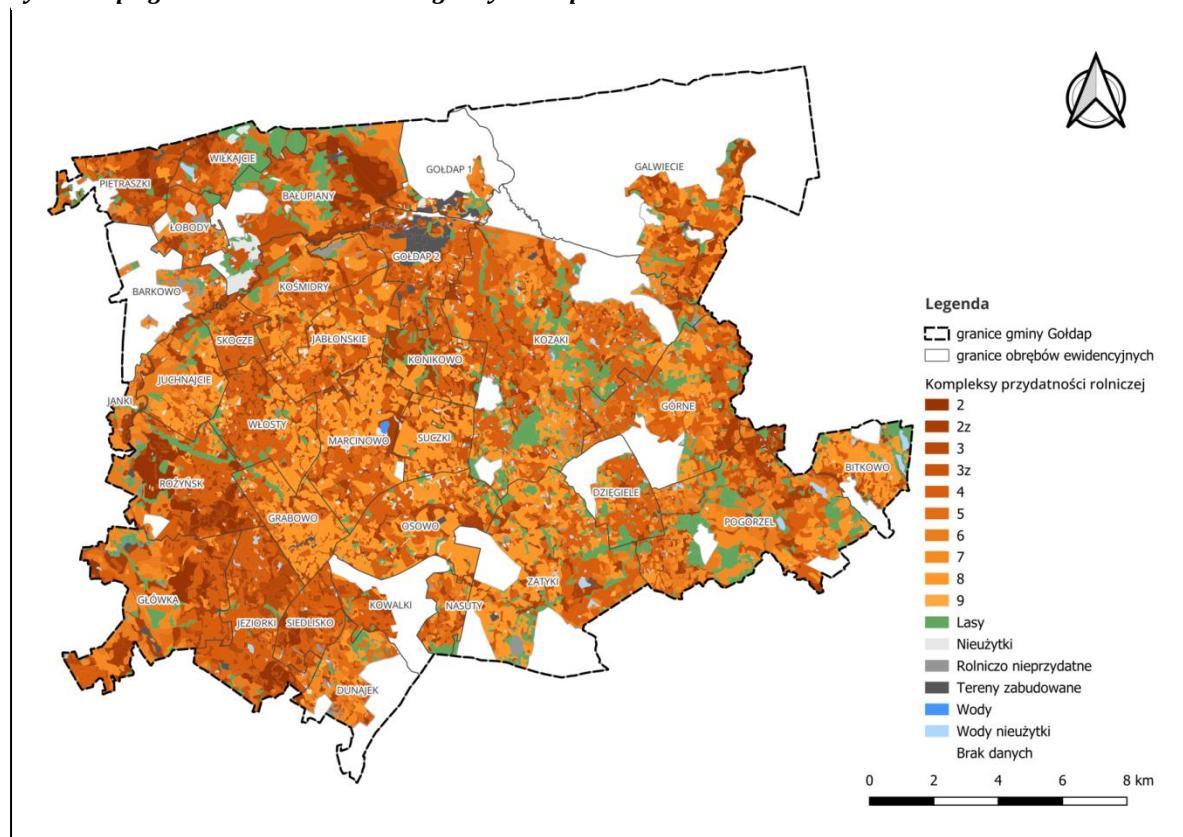 GOŁDAP 1
GALWIECIE
WIŁKAJCIE
PIETRASZKI
BAŁUPIANY
ŁOBODY
GOŁDAP 2
BARKOWO
KOŚMIDRY
SKOCZE
JABŁOŃSKIE
KOZAKI
KONIKOWO
JUCHNAJCIE
JANKI
GÓRNE
WŁOSTY
MARCINOWO
SUCZKI
BITKOWO
ROŻYŃSK
DZIĘGIELE
GRABOWO
OSOWO
POGORZEL
ZATYKI
GŁÓWKA
KOWALKI
NASUTY
JEZIORKI
SIEDLISKO
DUNAJEK
Legenda
granice gminy Gołdap
granice obrębów ewidencyjnych
Kompleksy przydatności rolniczej
2
2z
3
3z
4
5
6
7
8
9
Lasy
Nieużytki
Rolniczo nieprzydatne
Tereny zabudowane
Wody
Wody nieużytki
Brak danych
0 2 4 6 8 km